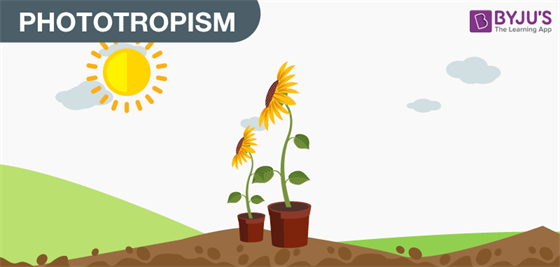 PHOTOTROPISM
BYJU'S
The Learning App